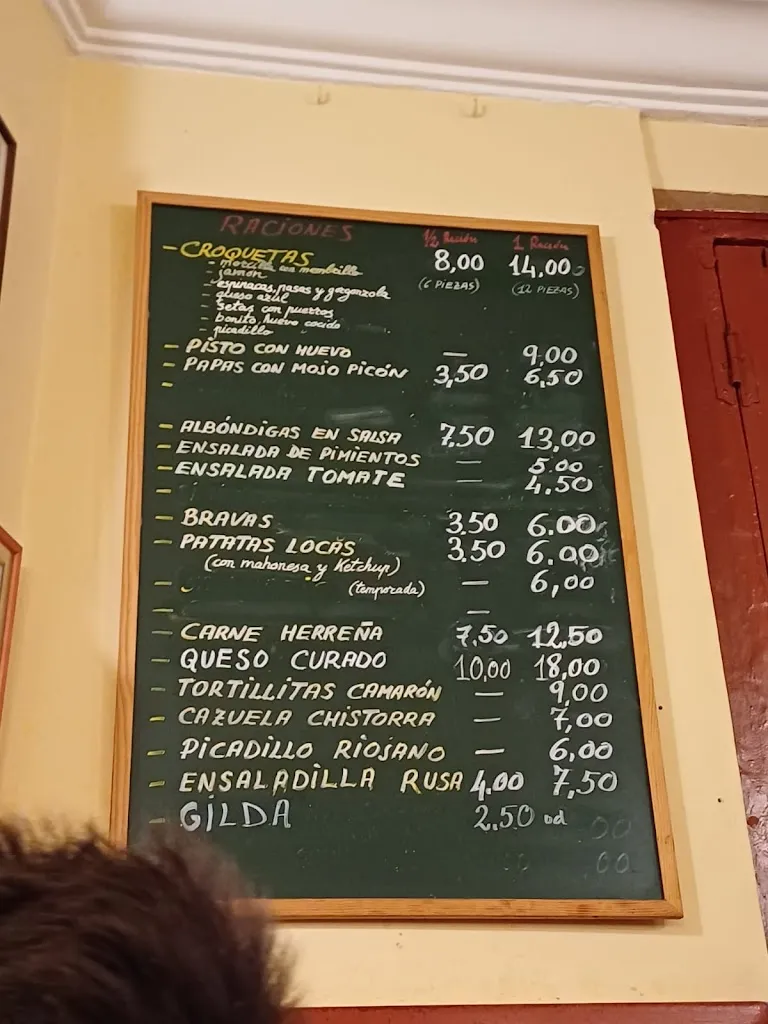 RACIONES 1/2 Ración 1 Ración
- CROQUETAS 8,00 14,00
- morcilla con membrillo
- jamón (6 PIEZAS) (12 PIEZAS)
- espinacas, pasas y gorgonzola
- queso azul
- setas con puerros
- bonito, huevo cocido
- picadillo
- PISTO CON HUEVO — 9,00
- PAPAS CON MOJO PICÓN 3,50 6,50
-
- ALBÓNDIGAS EN SALSA 7,50 13,00
- ENSALADA DE PIMIENTOS — 5.00
- ENSALADA TOMATE — 4,50
-
- BRAVAS 3,50 6.00
- PATATAS LOCAS 3,50 6.00
(con mahonesa y Ketchup)
- (temporada) — 6,00
- —
- CARNE HERREÑA 7.50 12,50
- QUESO CURADO 10,00 18,00
- TORTILLITAS CAMARÓN — 9,00
- CAZUELA CHISTORRA — 7,00
- PICADILLO RIOJANO — 6,00
- ENSALADILLA RUSA 4.00 7,50
- GILDA 2.50 ud